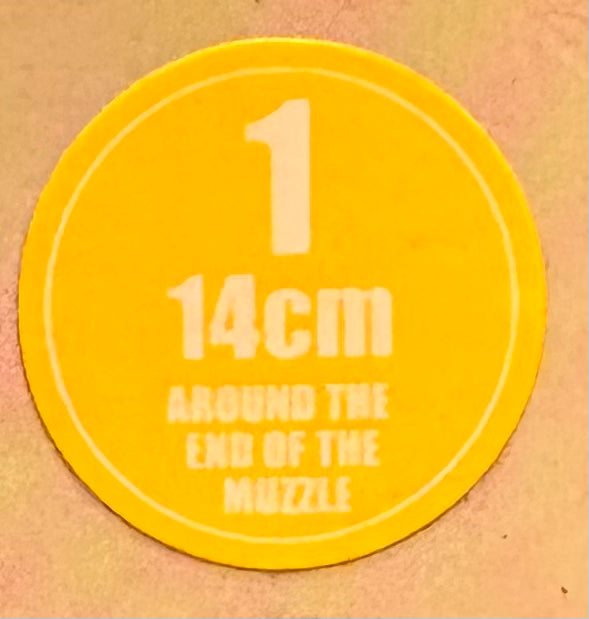 1
14cm
AROUND THE
END OF THE
MUZZLE